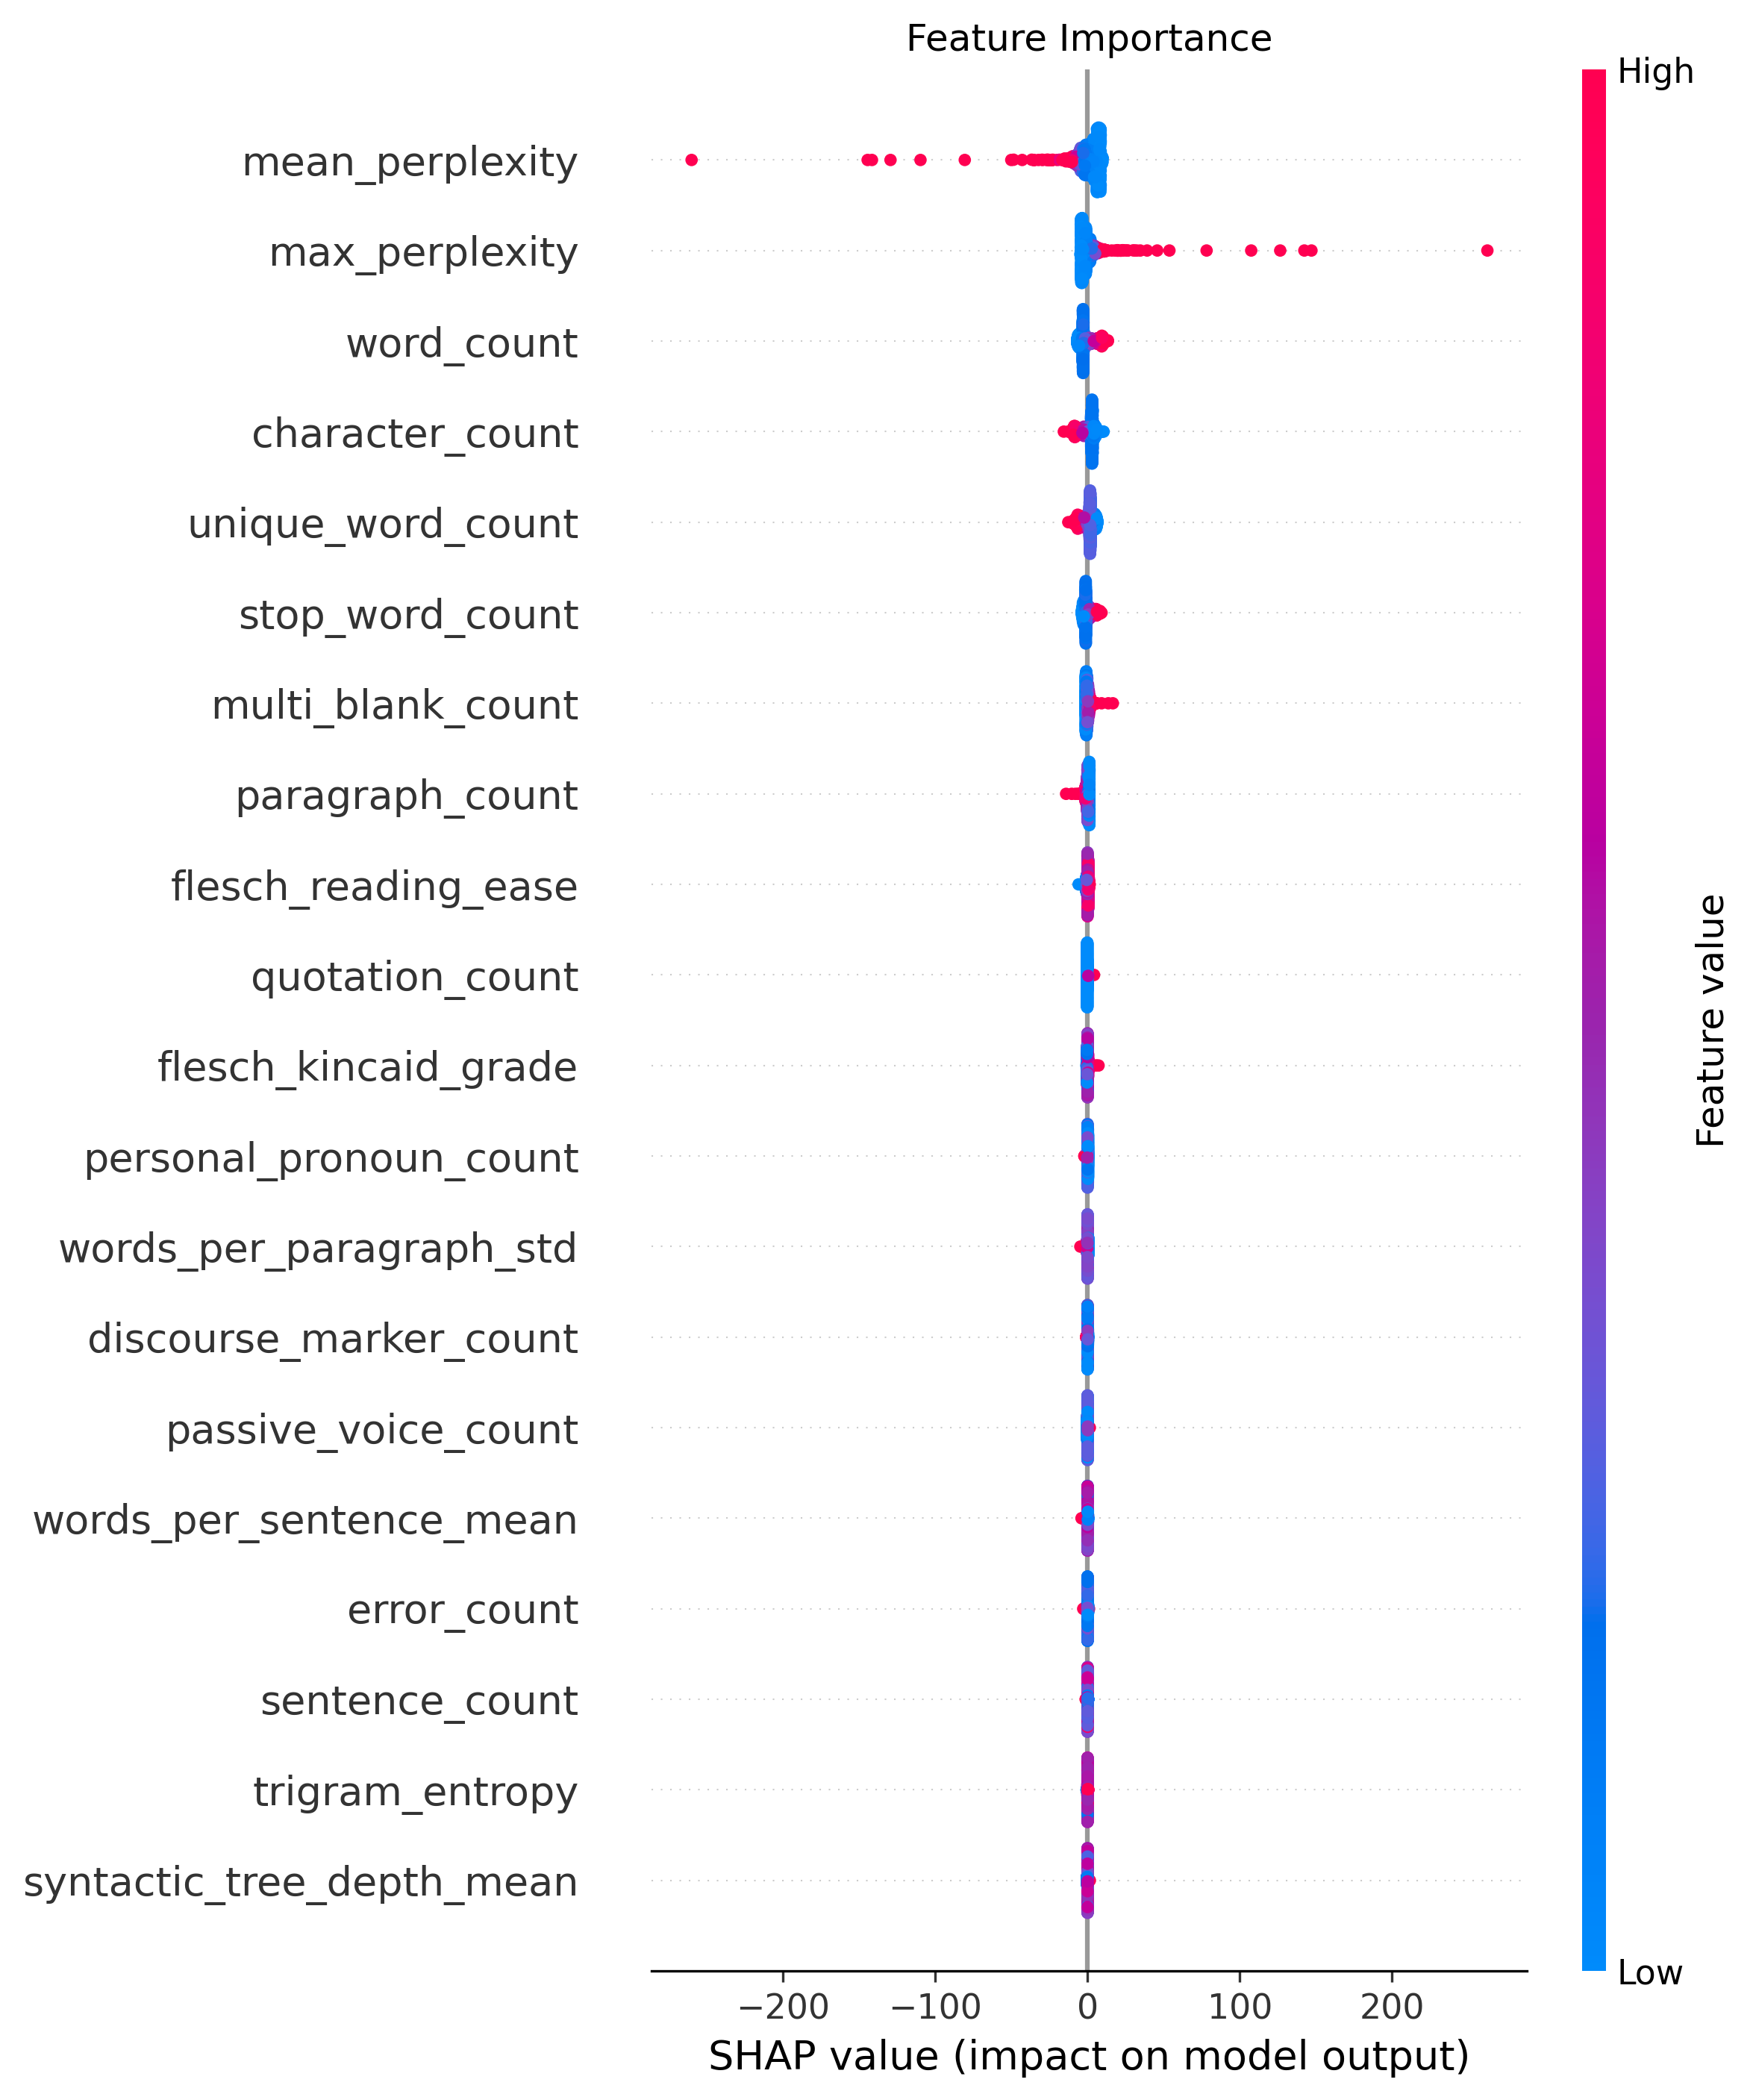 Feature Importance
High
mean_perplexity
max_perplexity
word_count
character_count
unique_word_count
stop_word_count
multi_blank_count
paragraph_count
flesch_reading_ease
quotation_count
flesch_kincaid_grade
personal_pronoun_count
words_per_paragraph_std
discourse_marker_count
passive_voice_count
words_per_sentence_mean
error_count
sentence_count
trigram_entropy
syntactic_tree_depth_mean
Feature value
Low
−200 −100 0 100 200
SHAP value (impact on model output)